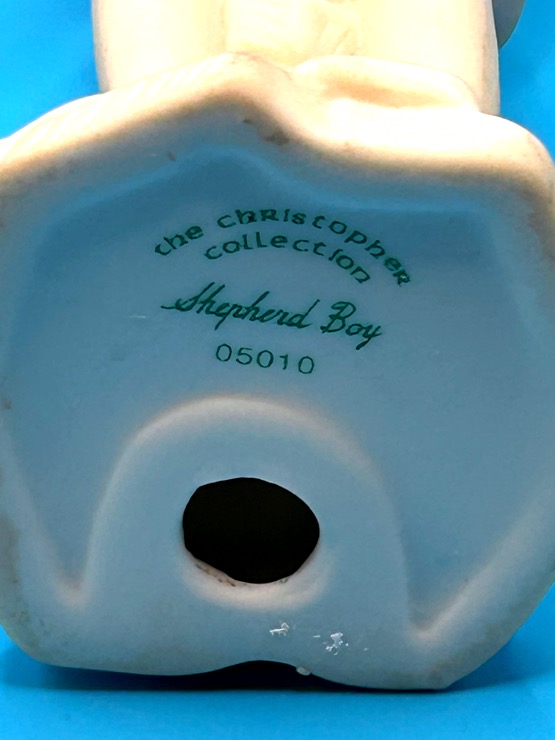 the christopher
collection
Shepherd Boy
05010